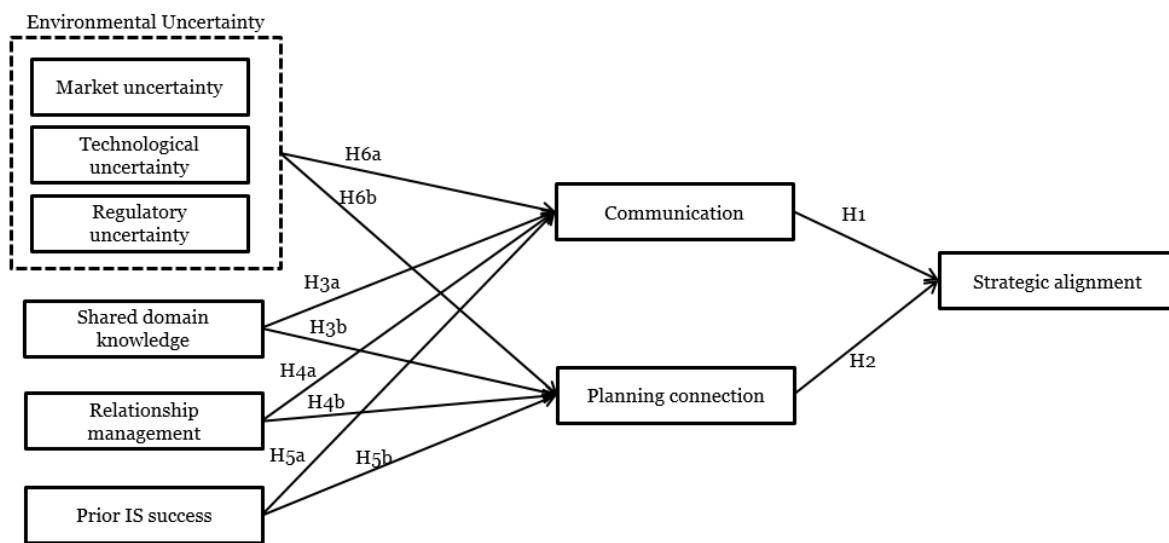 Environmental Uncertainty
Market uncertainty
Technological
uncertainty
Regulatory
uncertainty
Shared domain
knowledge
Relationship
management
Prior IS success
H6a
H6b
H3a
H3b
H4a
H4b
H5a
H5b
Communication
Planning connection
H1
H2
Strategic alignment